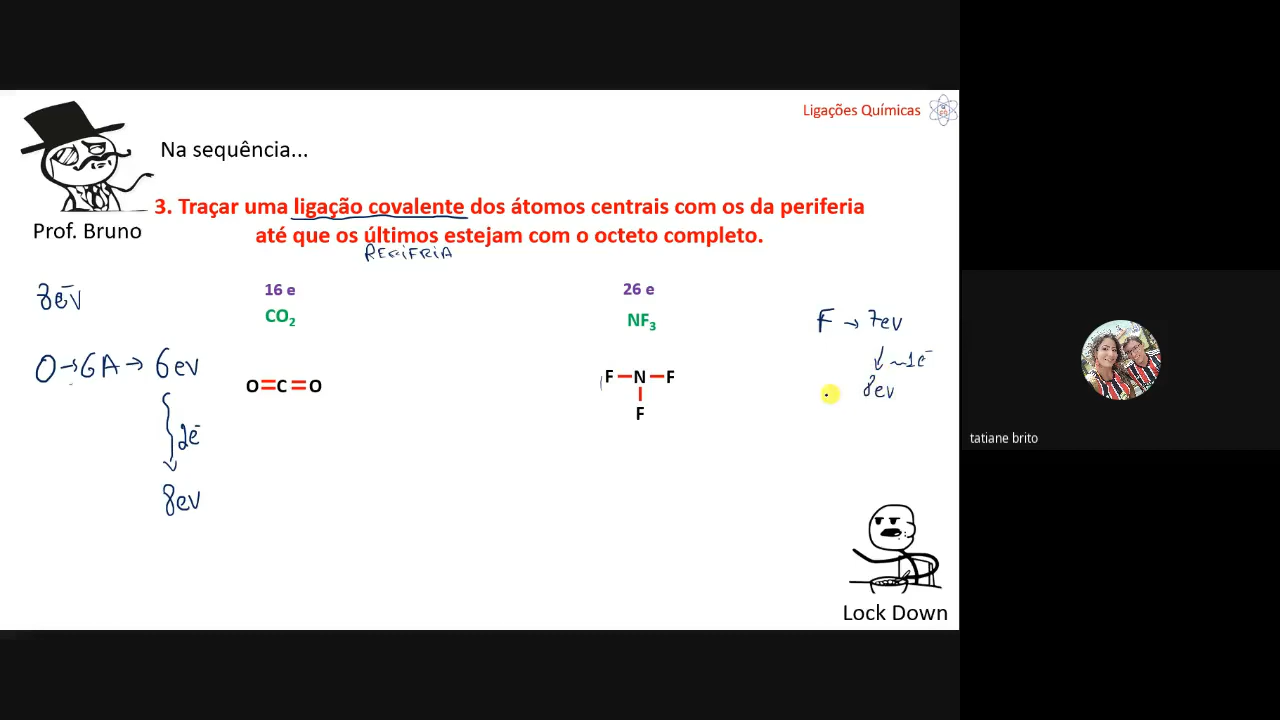 Ligações Químicas
Na sequência...
3. Traçar uma ligação covalente dos átomos centrais com os da periferia
até que os últimos estejam com o octeto completo.
Prof. Bruno
8ev
16 e
CO₂
26 e
NF₃
F → 7ev
1e⁻
8ev
O → 6A → 6ev
O=C=O
F–N–F
F
2e⁻
8ev
Lock Down
tatiane brito